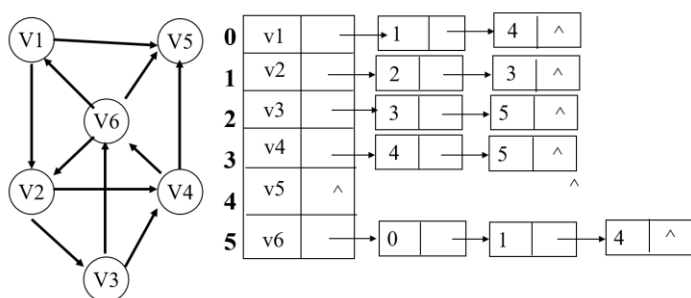 V1
V5
V6
V2
V4
V3
0 v1 1 4 ^
1 v2 2 3 ^
2 v3 3 5 ^
3 v4 4 5 ^
4 v5 ^ ^
5 v6 0 1 4 ^